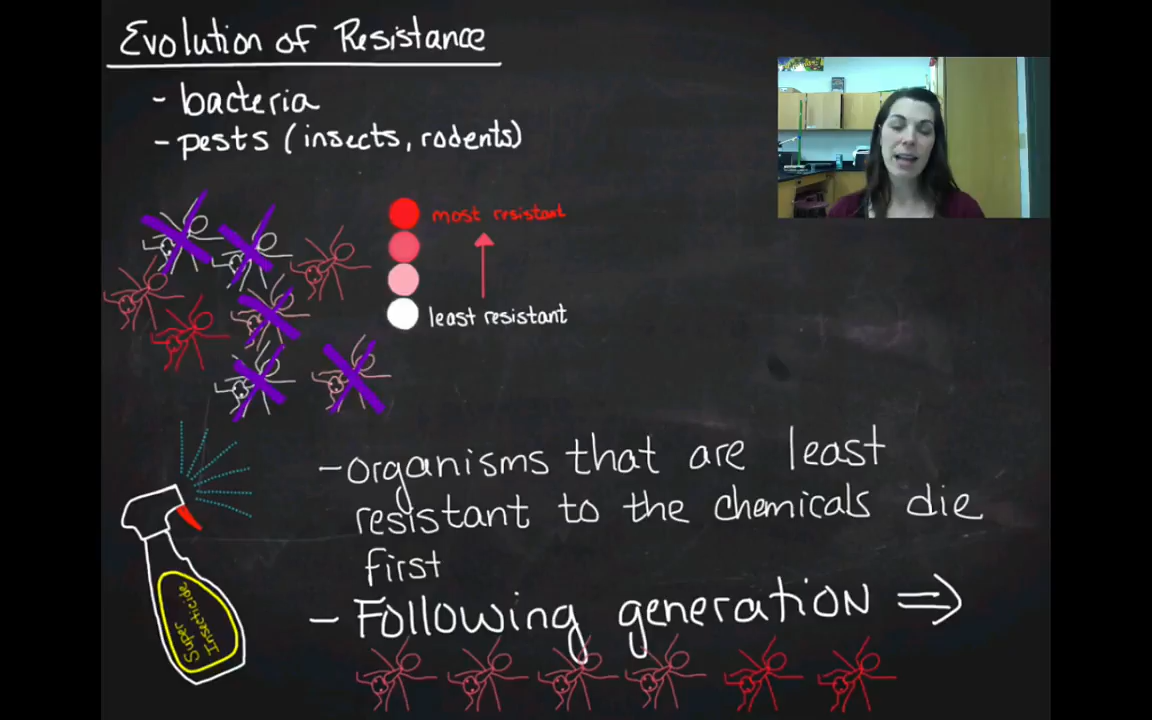 Evolution of Resistance
- bacteria
- pests (insects, rodents)
most resistant
least resistant
- organisms that are least
resistant to the chemicals die
first
- Following generation ⇒
Super
Insecticide